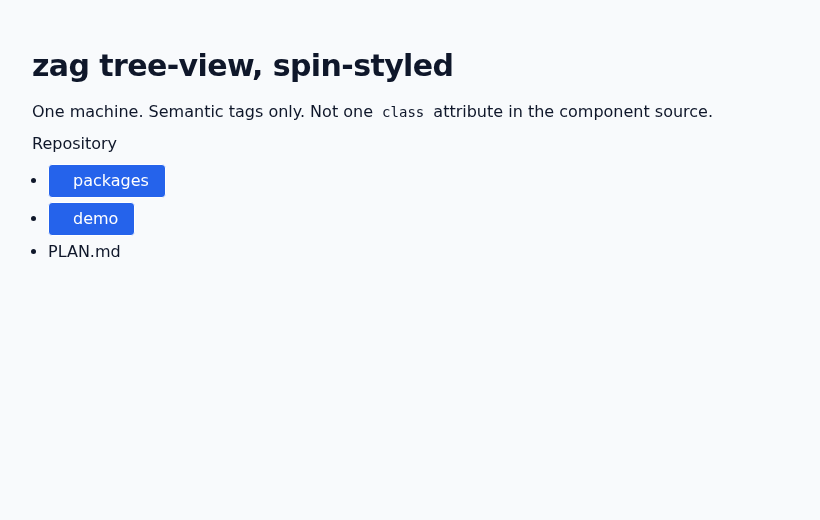 zag tree-view, spin-styled
One machine. Semantic tags only. Not one class attribute in the component source.
Repository
packages
demo
PLAN.md